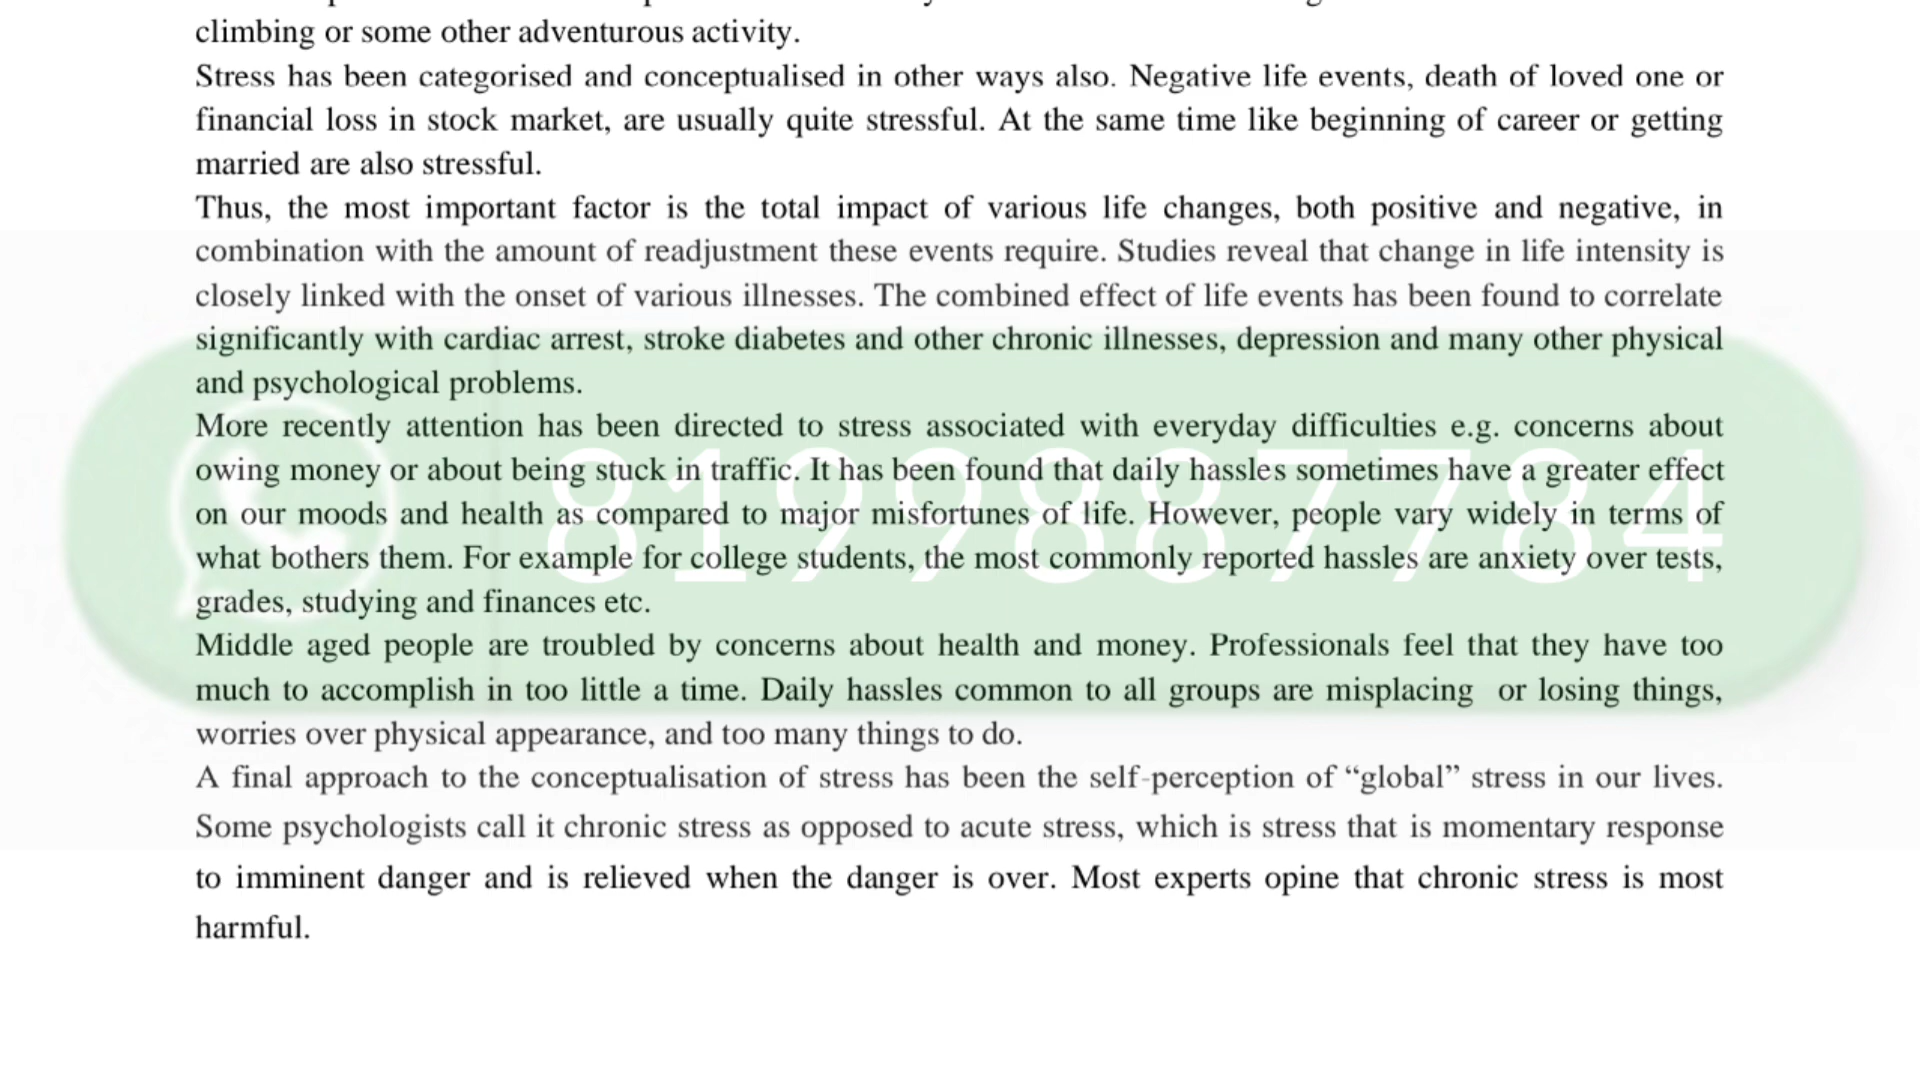 climbing or some other adventurous activity.
Stress has been categorised and conceptualised in other ways also. Negative life events, death of loved one or
financial loss in stock market, are usually quite stressful. At the same time like beginning of career or getting
married are also stressful.
Thus, the most important factor is the total impact of various life changes, both positive and negative, in
combination with the amount of readjustment these events require. Studies reveal that change in life intensity is
closely linked with the onset of various illnesses. The combined effect of life events has been found to correlate
significantly with cardiac arrest, stroke diabetes and other chronic illnesses, depression and many other physical
and psychological problems.
More recently attention has been directed to stress associated with everyday difficulties e.g. concerns about
owing money or about being stuck in traffic. It has been found that daily hassles sometimes have a greater effect
on our moods and health as compared to major misfortunes of life. However, people vary widely in terms of
what bothers them. For example for college students, the most commonly reported hassles are anxiety over tests,
grades, studying and finances etc.
Middle aged people are troubled by concerns about health and money. Professionals feel that they have too
much to accomplish in too little a time. Daily hassles common to all groups are misplacing or losing things,
worries over physical appearance, and too many things to do.
A final approach to the conceptualisation of stress has been the self-perception of “global” stress in our lives.
Some psychologists call it chronic stress as opposed to acute stress, which is stress that is momentary response
to imminent danger and is relieved when the danger is over. Most experts opine that chronic stress is most
harmful.
8199887784